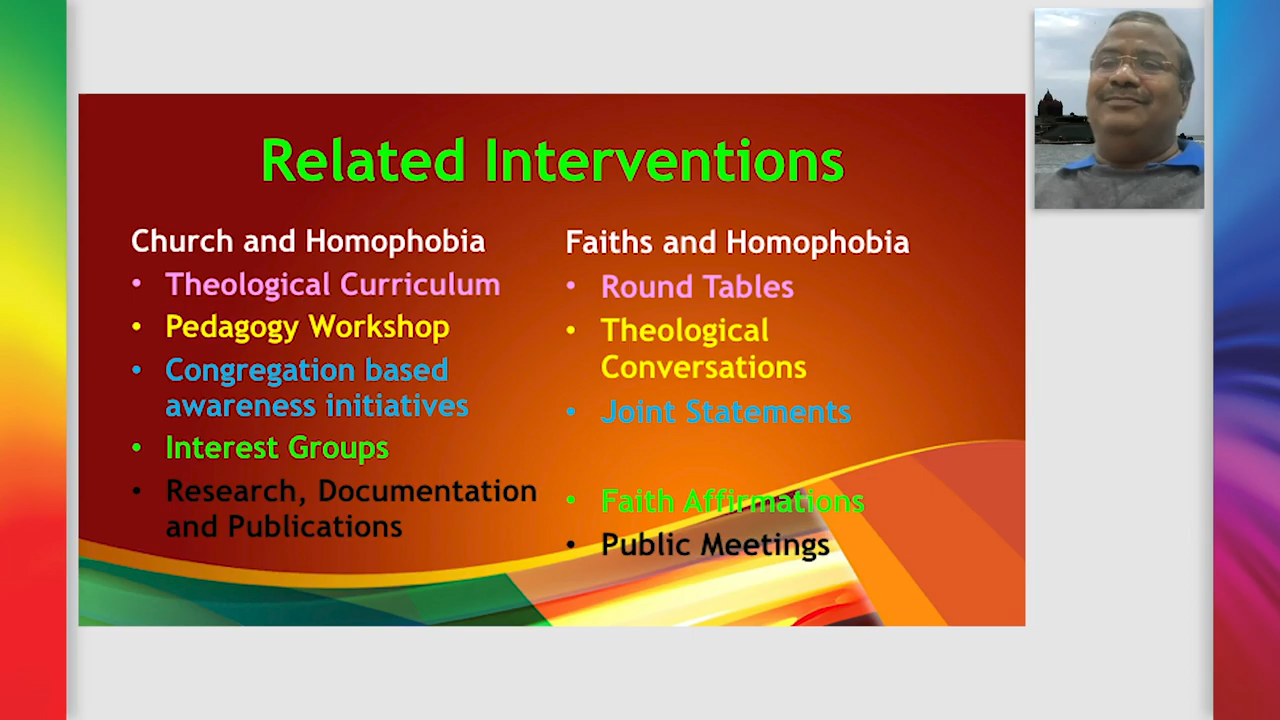 Related Interventions
Church and Homophobia
• Theological Curriculum
• Pedagogy Workshop
• Congregation based
awareness initiatives
• Interest Groups
• Research, Documentation
and Publications
Faiths and Homophobia
• Round Tables
• Theological
Conversations
• Joint Statements
• Faith Affirmations
• Public Meetings